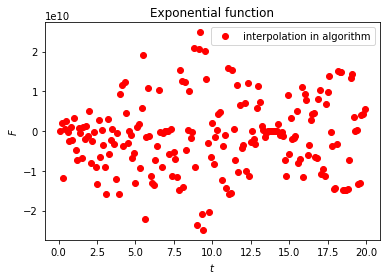 Exponential function
1e10
interpolation in algorithm
2
1
0
−1
−2
F
0.0 2.5 5.0 7.5 10.0 12.5 15.0 17.5 20.0
t